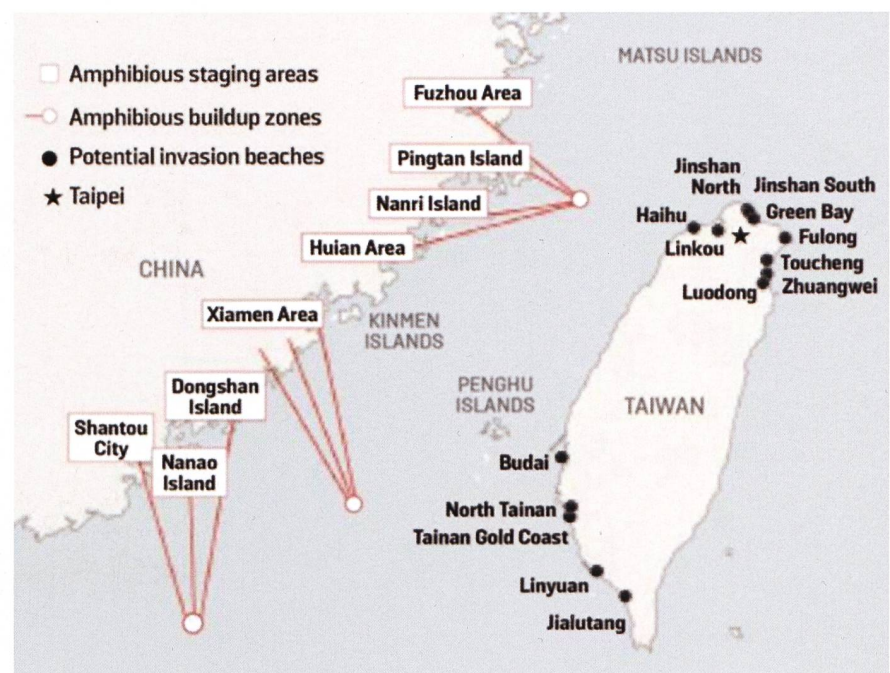 Amphibious staging areas
Amphibious buildup zones
Potential invasion beaches
Taipei
MATSU ISLANDS
Fuzhou Area
Pingtan Island
Nanri Island
Huian Area
CHINA
Xiamen Area
KINMEN
ISLANDS
Dongshan
Island
Shantou
City
Nanao
Island
PENGHU
ISLANDS
TAIWAN
Jinshan
North
Jinshan South
Green Bay
Haihu
Linkou
Fulong
Toucheng
Zhuangwei
Luodong
Budai
North Tainan
Tainan Gold Coast
Linyuan
Jialutang